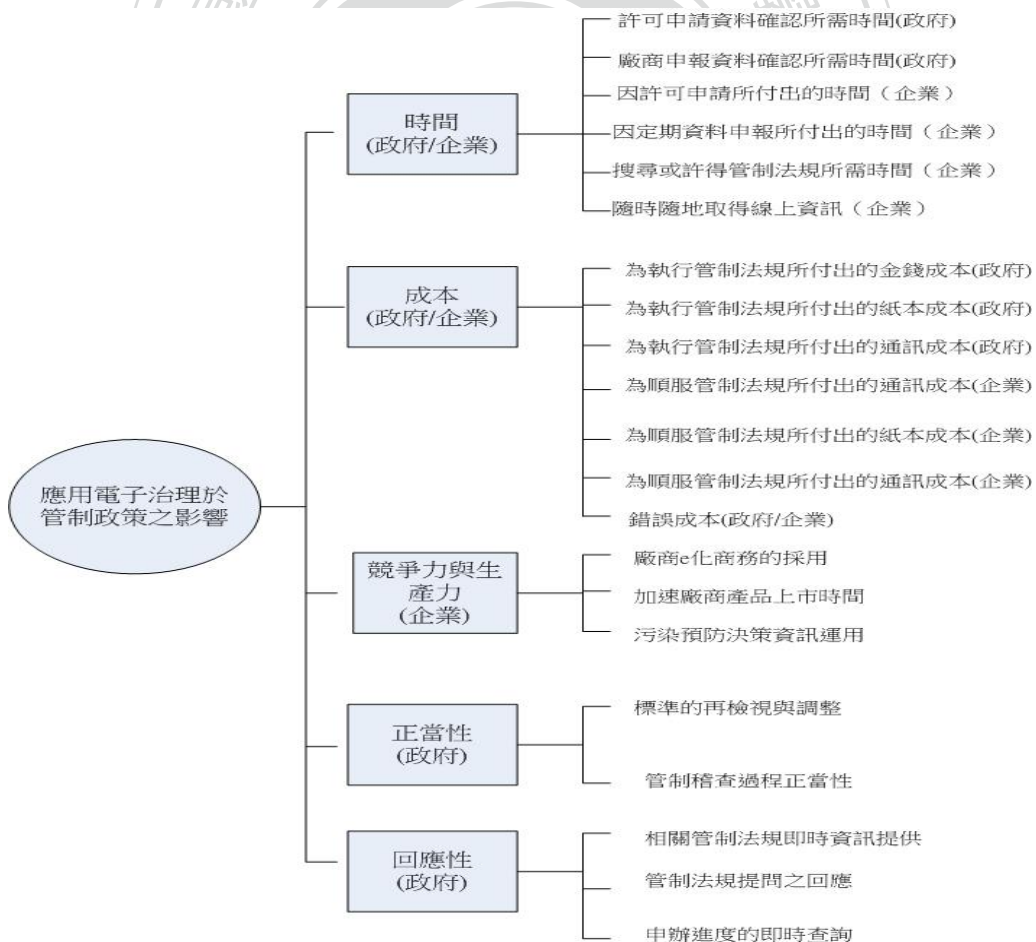 應用電子治理於
管制政策之影響
時間
(政府/企業)
許可申請資料確認所需時間(政府)
廠商申報資料確認所需時間(政府)
因許可申請所付出的時間（企業）
因定期資料申報所付出的時間（企業）
搜尋或許得管制法規所需時間（企業）
隨時隨地取得線上資訊（企業）
成本
(政府/企業)
為執行管制法規所付出的金錢成本(政府)
為執行管制法規所付出的紙本成本(政府)
為執行管制法規所付出的通訊成本(政府)
為順服管制法規所付出的通訊成本(企業)
為順服管制法規所付出的紙本成本(企業)
為順服管制法規所付出的通訊成本(企業)
錯誤成本(政府/企業)
競爭力與生
產力
(企業)
廠商e化商務的採用
加速廠商產品上市時間
污染預防決策資訊運用
正當性
(政府)
標準的再檢視與調整
管制稽查過程正當性
回應性
(政府)
相關管制法規即時資訊提供
管制法規提問之回應
申辦進度的即時查詢